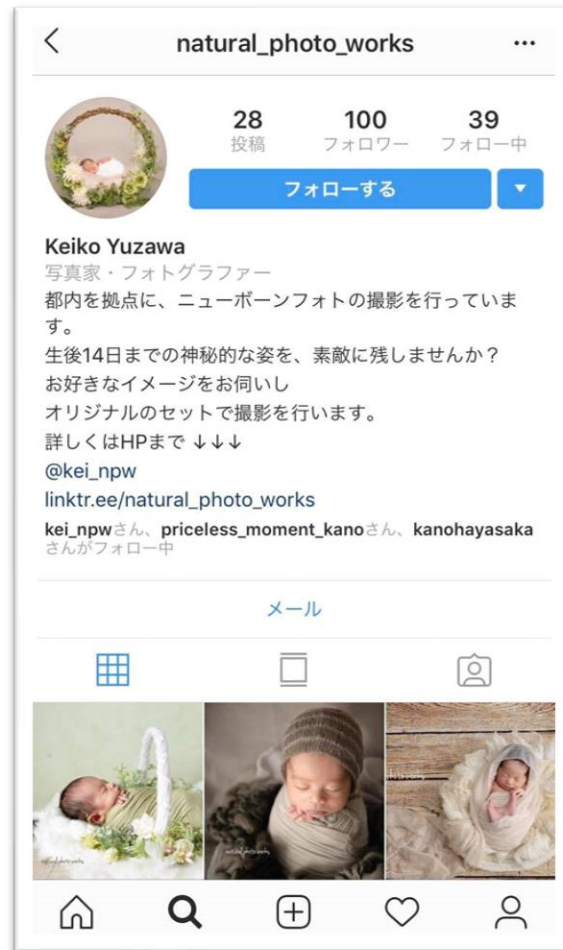 natural_photo_works
28
投稿
100
フォロワー
39
フォロー中
フォローする
Keiko Yuzawa
写真家・フォトグラファー
都内を拠点に、ニューボーンフォトの撮影を行っていま
す。
生後14日までの神秘的な姿を、素敵に残しませんか？
お好きなイメージをお伺いし
オリジナルのセットで撮影を行います。
詳しくはHPまで ↓↓↓
@kei_npw
linktr.ee/natural_photo_works
kei_npwさん、priceless_moment_kanoさん、kanohayasaka
さんがフォロー中
メール
natural photo works
natural photo works